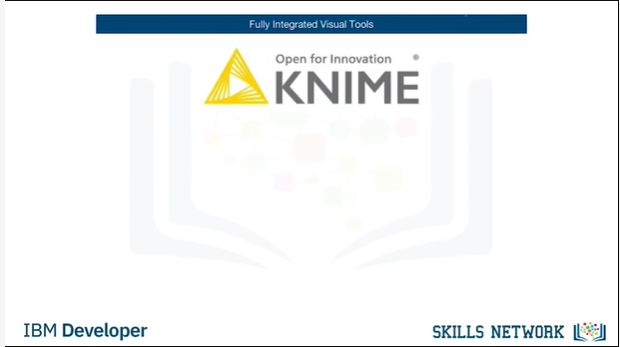 Fully Integrated Visual Tools
Open for Innovation ®
KNIME
IBM Developer
SKILLS NETWORK